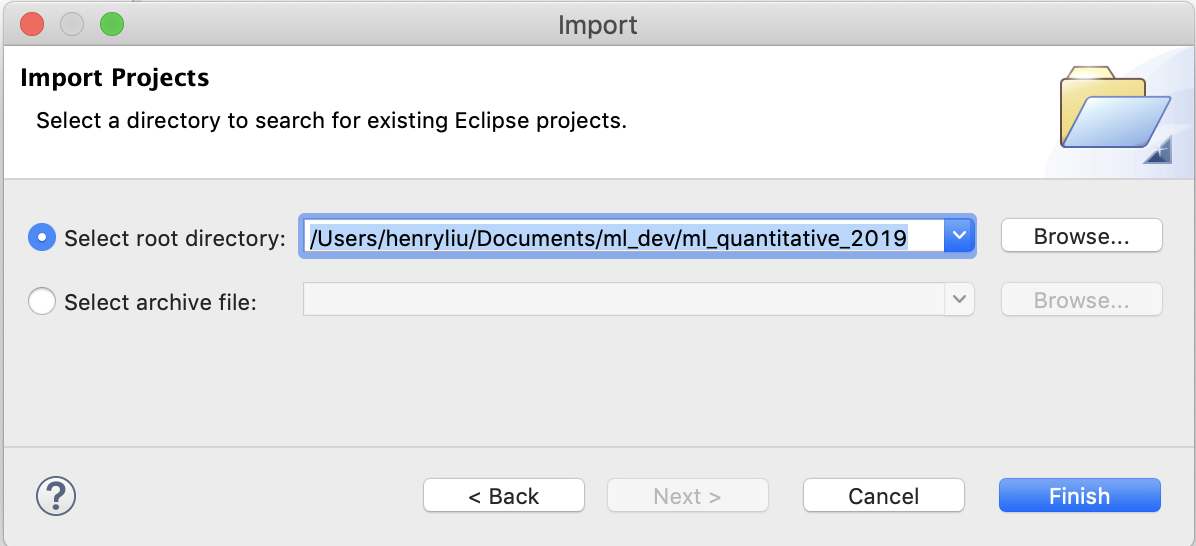 Import
Import Projects
Select a directory to search for existing Eclipse projects.
Select root directory: /Users/henryliu/Documents/ml_dev/ml_quantitative_2019 Browse...
Select archive file: Browse...
? < Back Next > Cancel Finish